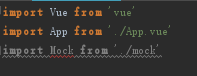 import Vue from 'vue'
import App from './App.vue'
import Mock from './mock'